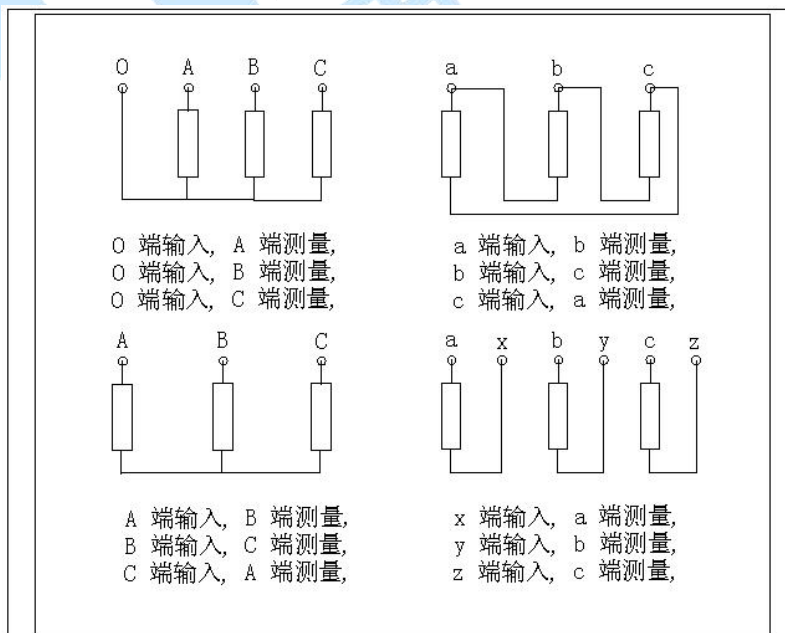 O A B C
O 端输入, A 端测量,
O 端输入, B 端测量,
O 端输入, C 端测量,
a b c
a 端输入, b 端测量,
b 端输入, c 端测量,
c 端输入, a 端测量,
A B C
A 端输入, B 端测量,
B 端输入, C 端测量,
C 端输入, A 端测量,
a x b y c z
x 端输入, a 端测量,
y 端输入, b 端测量,
z 端输入, c 端测量,